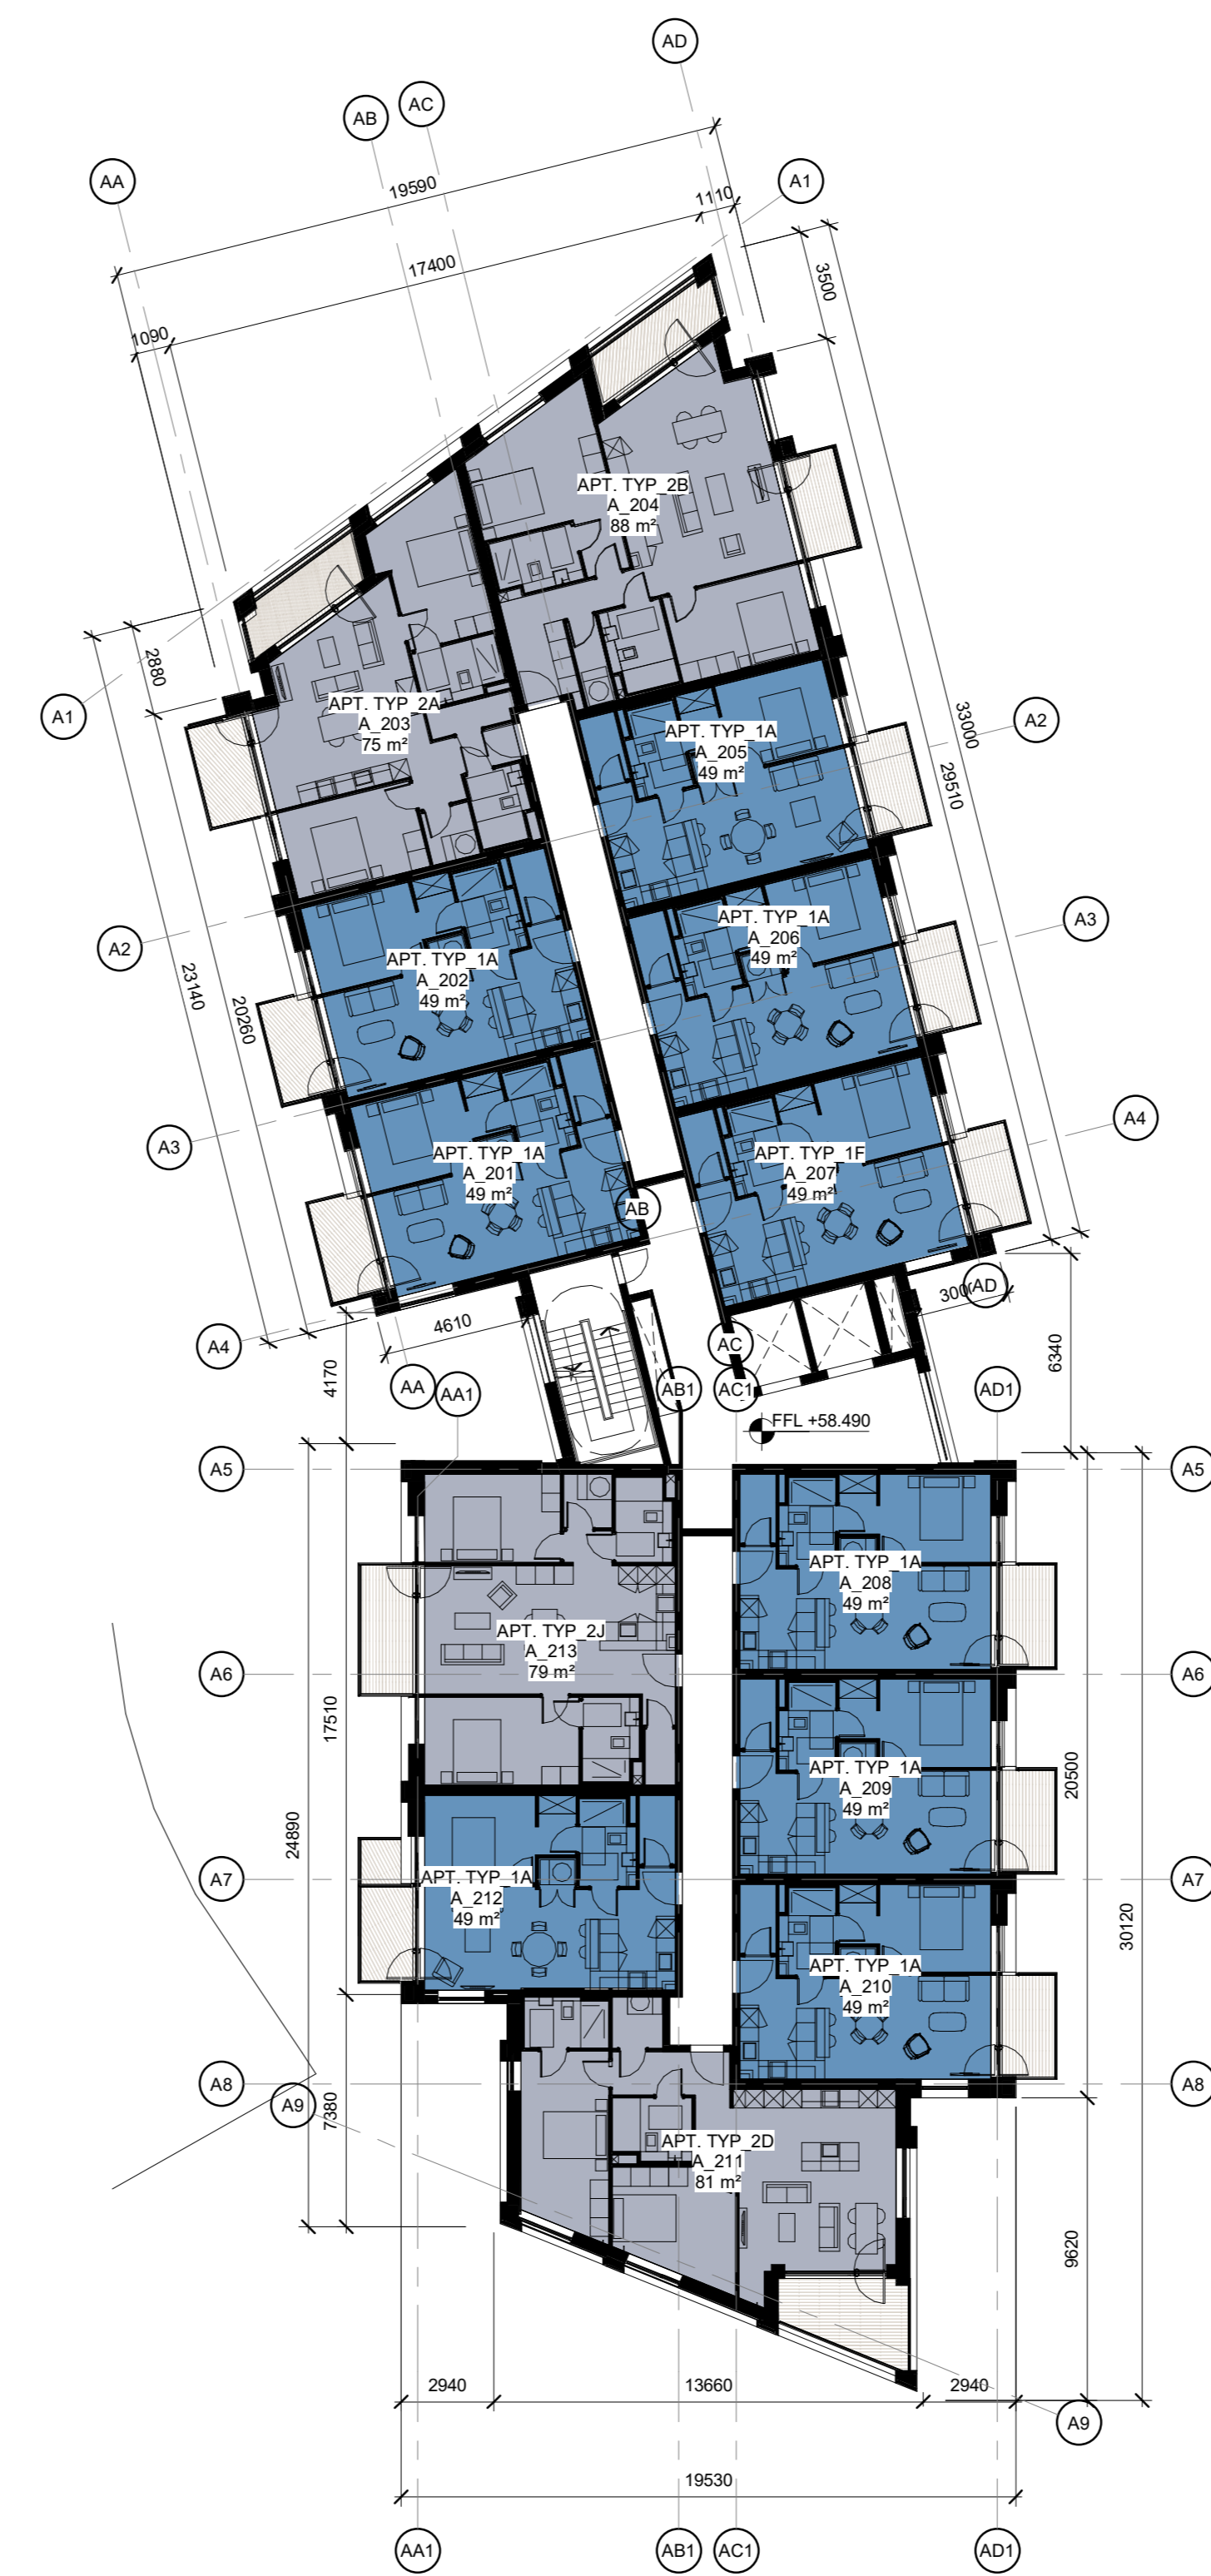 AD
AC
AB
AA
A1
19590
1110
17400
1090
3500
APT. TYP_2B
A_204
88 m²
2880
A1
APT. TYP_2A
A_203
75 m²
APT. TYP_1A
A_205
49 m²
33000
29510
A2
A2
APT. TYP_1A
A_202
49 m²
APT. TYP_1A
A_206
49 m²
A3
23140
20260
A3
APT. TYP_1A
A_201
49 m²
APT. TYP_1F
A_207
49 m²
A4
AB
AD
A4
4610
AC
4170
6340
AA
AA1
AB1
AC1
AD1
FFL +58.490
A5
A5
APT. TYP_1A
A_208
49 m²
APT. TYP_2J
A_213
79 m²
A6
A6
17510
20500
APT. TYP_1A
A_209
49 m²
24890
A7
APT. TYP_1A
A_212
49 m²
A7
30120
APT. TYP_1A
A_210
49 m²
A8
A8
A9
7380
APT. TYP_2D
A_211
81 m²
9620
2940
13660
2940
A9
19530
AA1
AB1
AC1
AD1